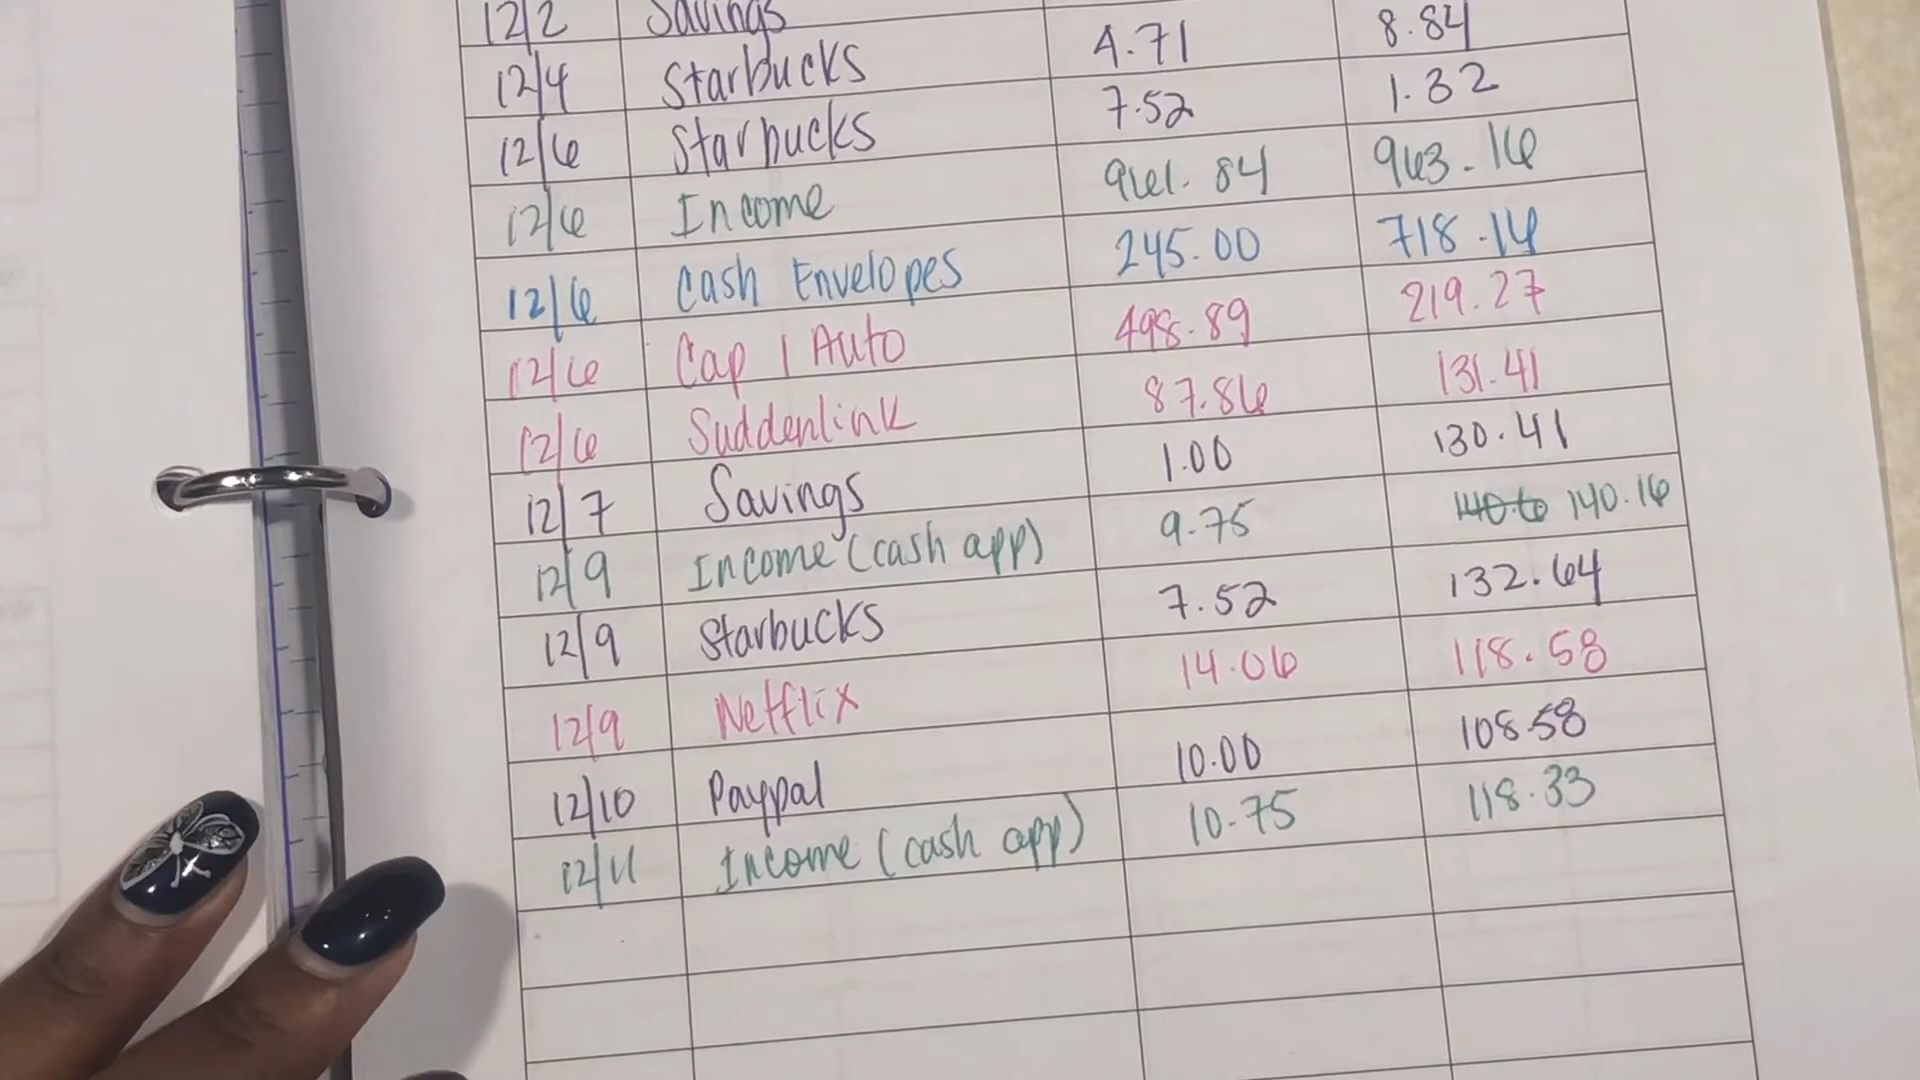 12/2 Savings
12/4 Starbucks 4.71 8.84
12/6 Starbucks 7.52 1.32
12/6 Income 961.84 963.16
12/6 Cash Envelopes 245.00 718.16
12/6 Cap 1 Auto 498.89 219.27
12/6 Suddenlink 87.86 131.41
12/7 Savings 1.00 130.41
12/9 Income (cash app) 9.75 140.16
12/9 Starbucks 7.52 132.64
12/9 Netflix 14.06 118.58
12/10 Paypal 10.00 108.58
12/11 Income (cash app) 10.75 118.33